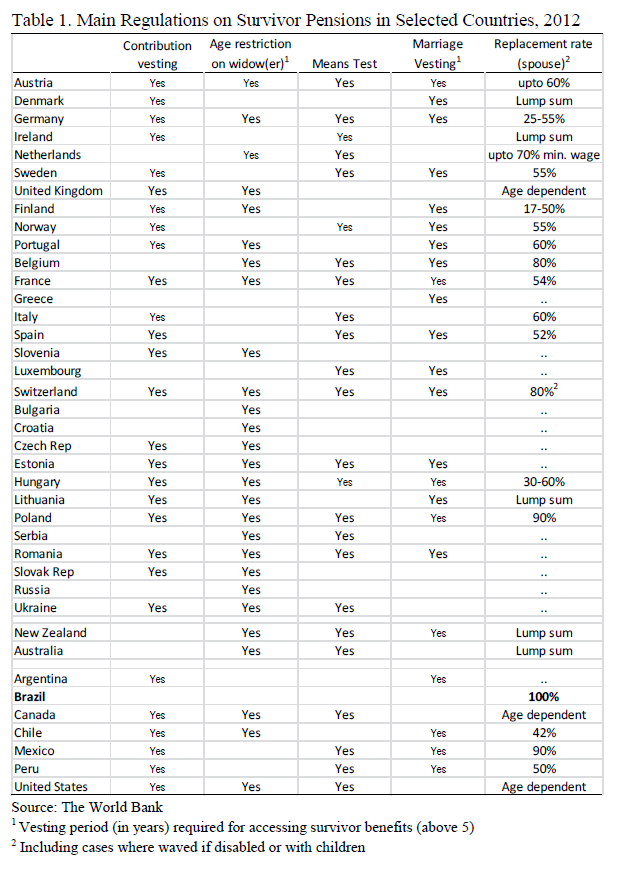 Table 1. Main Regulations on Survivor Pensions in Selected Countries, 2012
Contribution vesting Age restriction on widow(er)1 Means Test Marriage Vesting1 Replacement rate (spouse)2
Austria Yes Yes Yes Yes upto 60%
Denmark Yes Yes Lump sum
Germany Yes Yes Yes Yes 25-55%
Ireland Yes Yes Lump sum
Netherlands Yes Yes upto 70% min. wage
Sweden Yes Yes Yes 55%
United Kingdom Yes Yes Age dependent
Finland Yes Yes Yes 17-50%
Norway Yes Yes Yes 55%
Portugal Yes Yes Yes 60%
Belgium Yes Yes Yes 80%
France Yes Yes Yes Yes 54%
Greece Yes ..
Italy Yes Yes 60%
Spain Yes Yes Yes 52%
Slovenia Yes Yes ..
Luxembourg Yes Yes ..
Switzerland Yes Yes Yes Yes 80%2
Bulgaria Yes ..
Croatia Yes ..
Czech Rep Yes Yes ..
Estonia Yes Yes Yes Yes ..
Hungary Yes Yes Yes Yes 30-60%
Lithuania Yes Yes Yes Lump sum
Poland Yes Yes Yes Yes 90%
Serbia Yes Yes ..
Romania Yes Yes Yes Yes ..
Slovak Rep Yes Yes ..
Russia Yes ..
Ukraine Yes Yes Yes ..
New Zealand Yes Yes Yes Lump sum
Australia Yes Yes Lump sum
Argentina Yes Yes ..
Brazil 100%
Canada Yes Yes Yes Age dependent
Chile Yes Yes Yes 42%
Mexico Yes Yes Yes 90%
Peru Yes Yes Yes 50%
United States Yes Yes Yes Age dependent
Source: The World Bank
1 Vesting period (in years) required for accessing survivor benefits (above 5)
2 Including cases where waved if disabled or with children